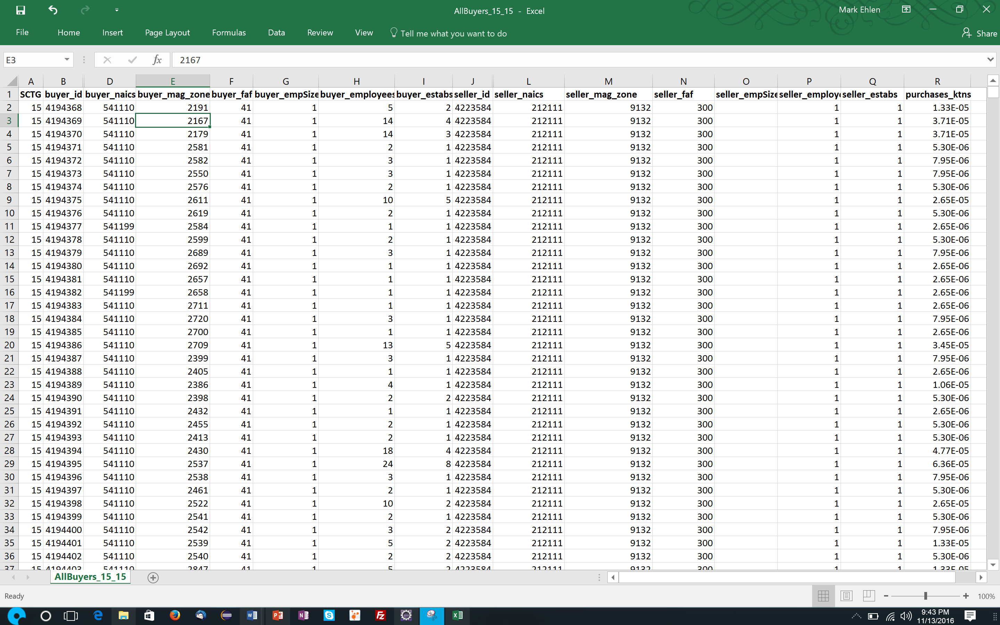 AllBuyers_15_15 - Excel
Mark Ehlen
File Home Insert Page Layout Formulas Data Review View Tell me what you want to do Share
E3 fx 2167
A B D E F G H I J L M N O P Q R
1 SCTG buyer_id buyer_naics buyer_mag_zone buyer_faf buyer_empSize buyer_employees buyer_estabs seller_id seller_naics seller_mag_zone seller_faf seller_empSize seller_employe seller_estabs purchases_ktns
2 15 4194368 541110 2191 41 1 5 2 4223584 212111 9132 300 1 1 1.33E-05
3 15 4194369 541110 2167 41 1 14 4 4223584 212111 9132 300 1 1 3.71E-05
4 15 4194370 541110 2179 41 1 14 3 4223584 212111 9132 300 1 1 3.71E-05
5 15 4194371 541110 2581 41 1 2 1 4223584 212111 9132 300 1 1 5.30E-06
6 15 4194372 541110 2582 41 1 3 1 4223584 212111 9132 300 1 1 7.95E-06
7 15 4194373 541110 2550 41 1 3 1 4223584 212111 9132 300 1 1 7.95E-06
8 15 4194374 541110 2576 41 1 2 1 4223584 212111 9132 300 1 1 5.30E-06
9 15 4194375 541110 2611 41 1 10 5 4223584 212111 9132 300 1 1 2.65E-05
10 15 4194376 541110 2619 41 1 2 1 4223584 212111 9132 300 1 1 5.30E-06
11 15 4194377 541199 2584 41 1 1 1 4223584 212111 9132 300 1 1 2.65E-06
12 15 4194378 541110 2599 41 1 2 1 4223584 212111 9132 300 1 1 5.30E-06
13 15 4194379 541110 2689 41 1 3 1 4223584 212111 9132 300 1 1 7.95E-06
14 15 4194380 541110 2692 41 1 1 1 4223584 212111 9132 300 1 1 2.65E-06
15 15 4194381 541110 2657 41 1 1 1 4223584 212111 9132 300 1 1 2.65E-06
16 15 4194382 541199 2658 41 1 1 1 4223584 212111 9132 300 1 1 2.65E-06
17 15 4194383 541110 2711 41 1 1 1 4223584 212111 9132 300 1 1 2.65E-06
18 15 4194384 541110 2720 41 1 3 1 4223584 212111 9132 300 1 1 7.95E-06
19 15 4194385 541110 2700 41 1 1 1 4223584 212111 9132 300 1 1 2.65E-06
20 15 4194386 541110 2709 41 1 13 5 4223584 212111 9132 300 1 1 3.45E-05
21 15 4194387 541110 2399 41 1 3 1 4223584 212111 9132 300 1 1 7.95E-06
22 15 4194388 541110 2405 41 1 1 1 4223584 212111 9132 300 1 1 2.65E-06
23 15 4194389 541110 2386 41 1 4 1 4223584 212111 9132 300 1 1 1.06E-05
24 15 4194390 541110 2398 41 1 2 2 4223584 212111 9132 300 1 1 5.30E-06
25 15 4194391 541110 2432 41 1 1 1 4223584 212111 9132 300 1 1 2.65E-06
26 15 4194392 541110 2455 41 1 2 1 4223584 212111 9132 300 1 1 5.30E-06
27 15 4194393 541110 2413 41 1 2 1 4223584 212111 9132 300 1 1 5.30E-06
28 15 4194394 541110 2430 41 1 18 4 4223584 212111 9132 300 1 1 4.77E-05
29 15 4194395 541110 2537 41 1 24 8 4223584 212111 9132 300 1 1 6.36E-05
30 15 4194396 541110 2538 41 1 3 1 4223584 212111 9132 300 1 1 7.95E-06
31 15 4194397 541110 2461 41 1 2 1 4223584 212111 9132 300 1 1 5.30E-06
32 15 4194398 541110 2522 41 1 10 2 4223584 212111 9132 300 1 1 2.65E-05
33 15 4194399 541110 2541 41 1 2 1 4223584 212111 9132 300 1 1 5.30E-06
34 15 4194400 541110 2542 41 1 3 2 4223584 212111 9132 300 1 1 7.95E-06
35 15 4194401 541110 2539 41 1 5 2 4223584 212111 9132 300 1 1 1.33E-05
36 15 4194402 541110 2540 41 1 2 2 4223584 212111 9132 300 1 1 5.30E-06
37 15 4194403 541110 2847 41 1 5 2 4223584 212111 9132 300 1 1 1.33E-05
AllBuyers_15_15
Ready
100%
9:43 PM
11/13/2016